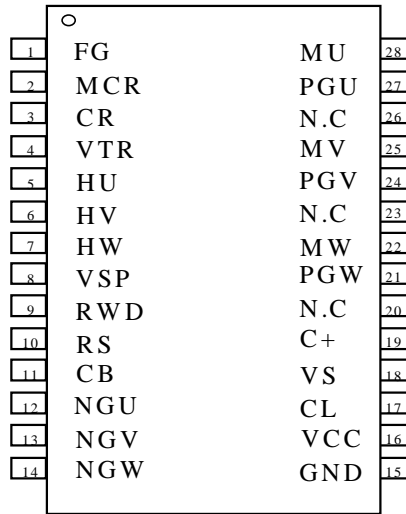 1 FG MU 28
2 MCR PGU 27
3 CR N.C 26
4 VTR MV 25
5 HU PGV 24
6 HV N.C 23
7 HW MW 22
8 VSP PGW 21
9 RWD N.C 20
10 RS C+ 19
11 CB VS 18
12 NGU CL 17
13 NGV VCC 16
14 NGW GND 15